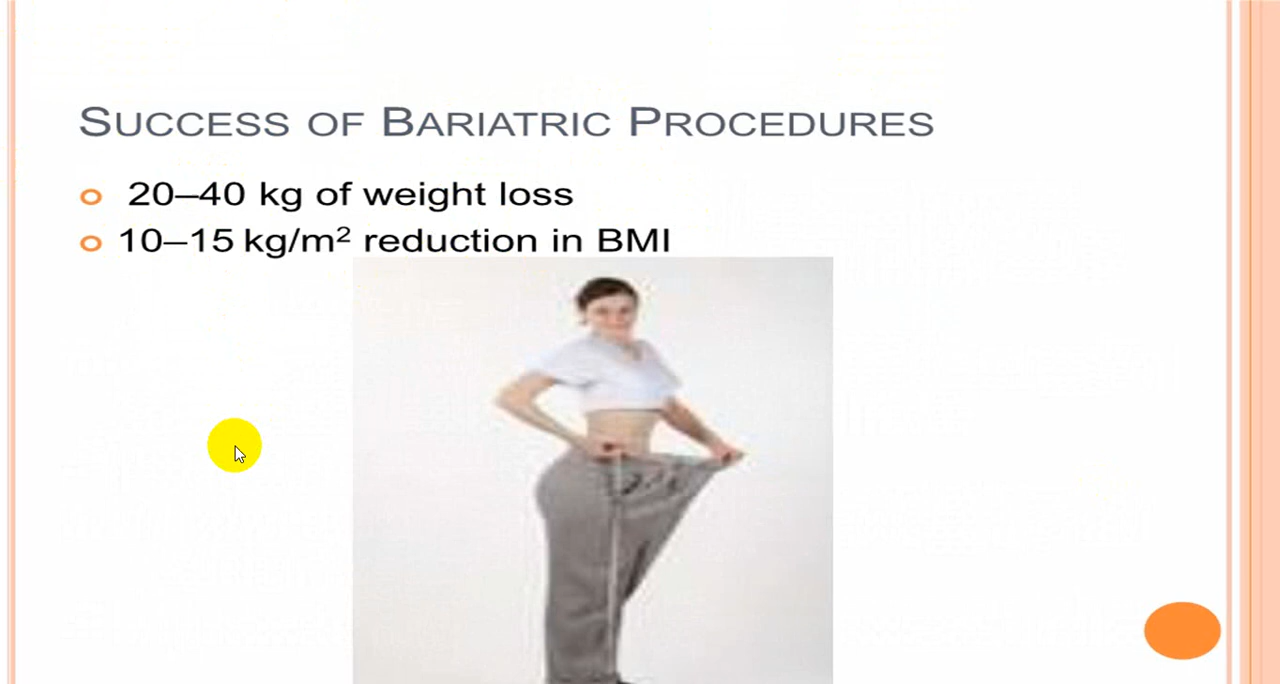 Success of Bariatric Procedures
20–40 kg of weight loss
10–15 kg/m² reduction in BMI